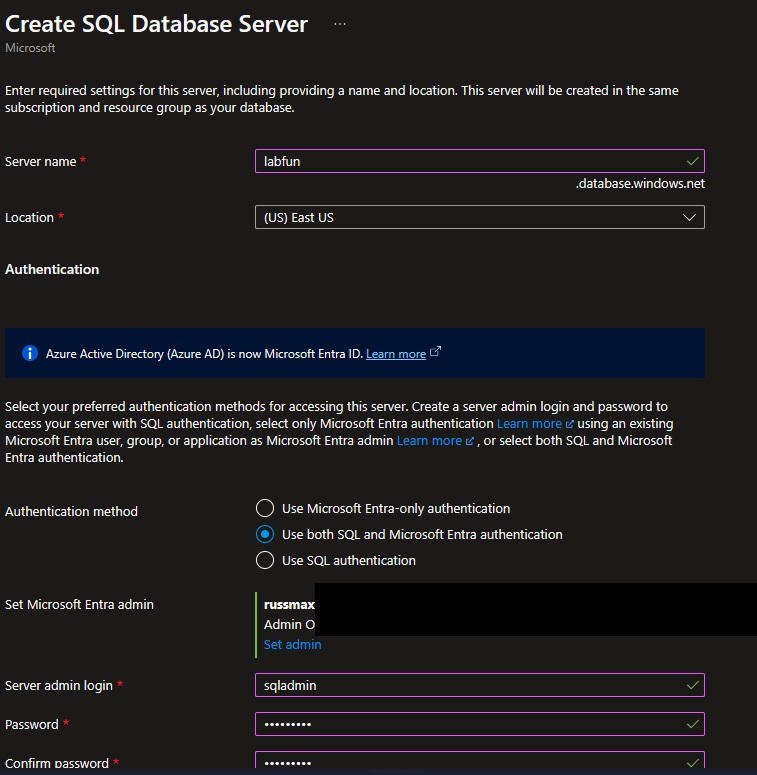 Create SQL Database Server ...
Microsoft
Enter required settings for this server, including providing a name and location. This server will be created in the same
subscription and resource group as your database.
Server name *
labfun
.database.windows.net
Location *
(US) East US
Authentication
Azure Active Directory (Azure AD) is now Microsoft Entra ID. Learn more
Select your preferred authentication methods for accessing this server. Create a server admin login and password to
access your server with SQL authentication, select only Microsoft Entra authentication Learn more using an existing
Microsoft Entra user, group, or application as Microsoft Entra admin Learn more , or select both SQL and Microsoft
Entra authentication.
Authentication method
Use Microsoft Entra-only authentication
Use both SQL and Microsoft Entra authentication
Use SQL authentication
Set Microsoft Entra admin
russmax
Admin O
Set admin
Server admin login *
sqladmin
Password *
•••••••••
Confirm password *
•••••••••